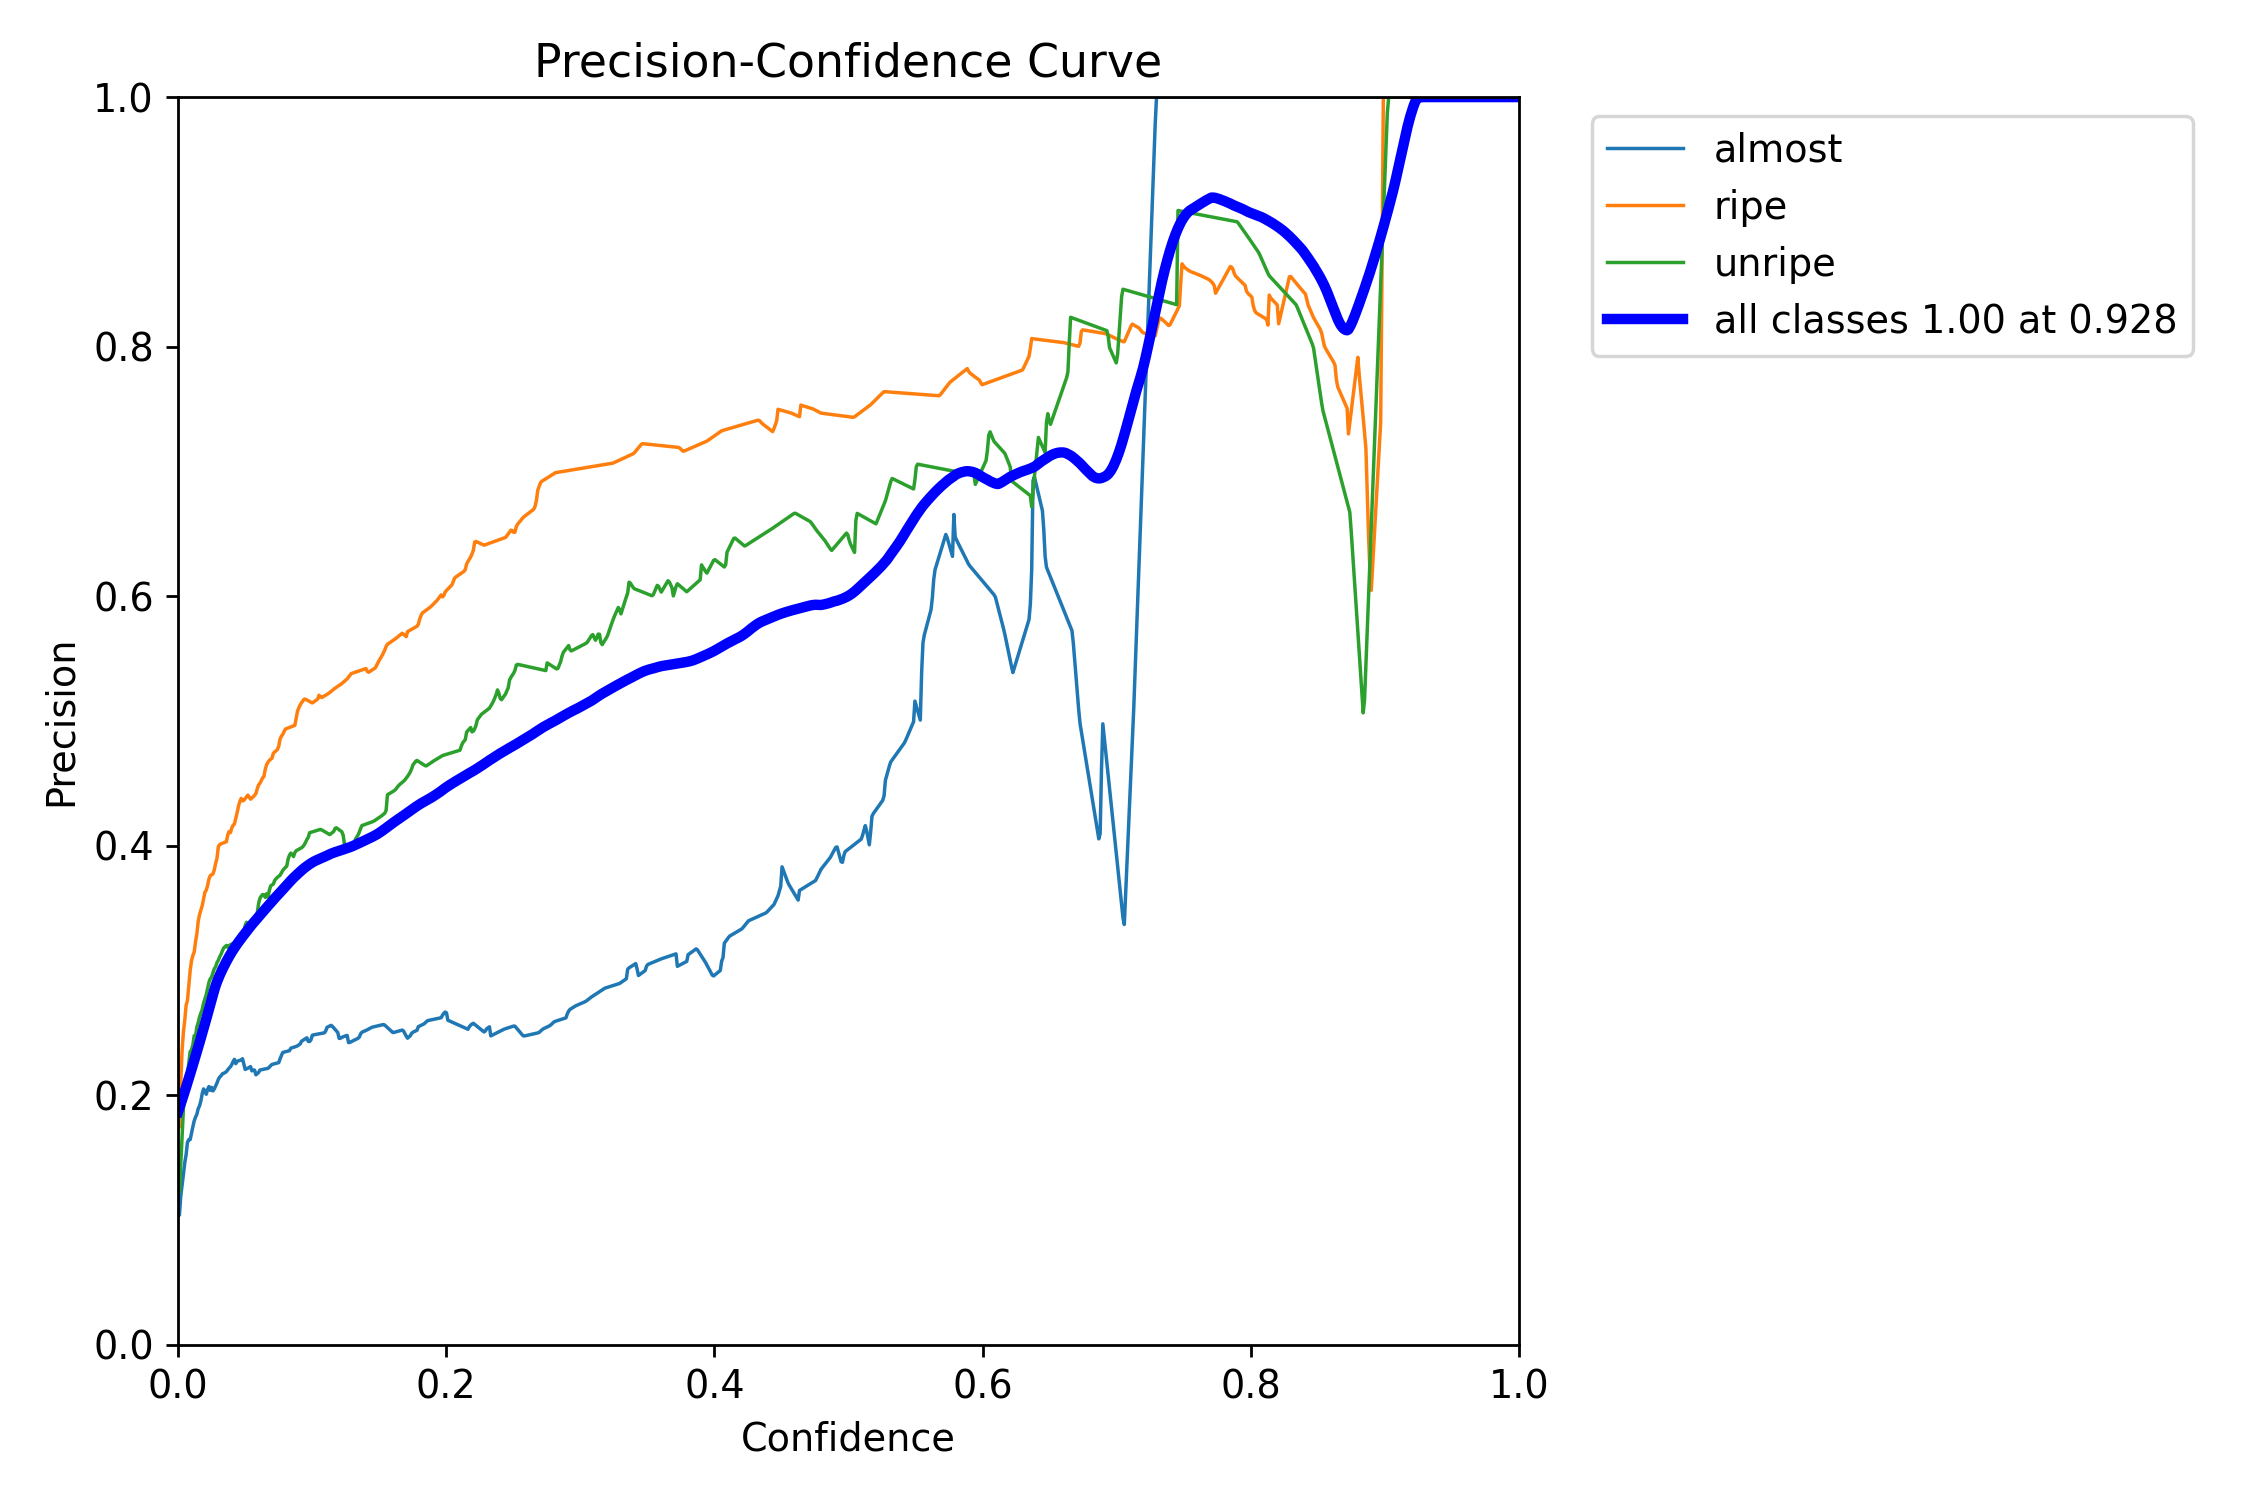 Precision-Confidence Curve
1.0
0.8
0.6
0.4
0.2
0.0
Precision
0.0 0.2 0.4 0.6 0.8 1.0
Confidence
almost
ripe
unripe
all classes 1.00 at 0.928